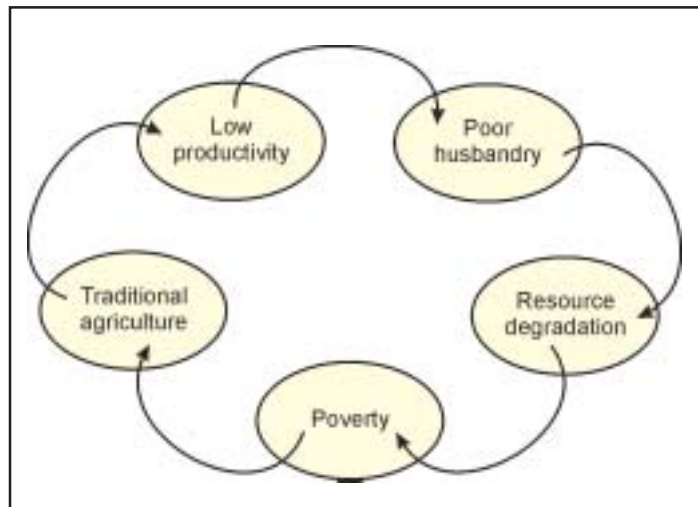 Low
productivity
Poor
husbandry
Traditional
agriculture
Resource
degradation
Poverty